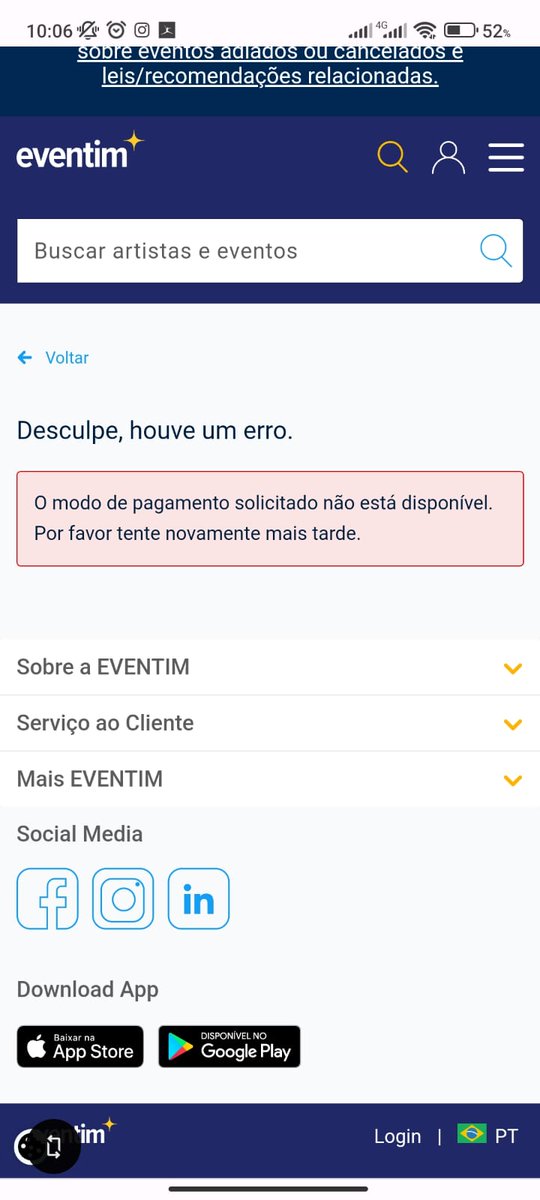 10:06
4G
52%
sobre eventos adiados ou cancelados e
leis/recomendações relacionadas.
eventim
Buscar artistas e eventos
Voltar
Desculpe, houve um erro.
O modo de pagamento solicitado não está disponível.
Por favor tente novamente mais tarde.
Sobre a EVENTIM
Serviço ao Cliente
Mais EVENTIM
Social Media
in
Download App
Baixar na
App Store
DISPONÍVEL NO
Google Play
Login | PT